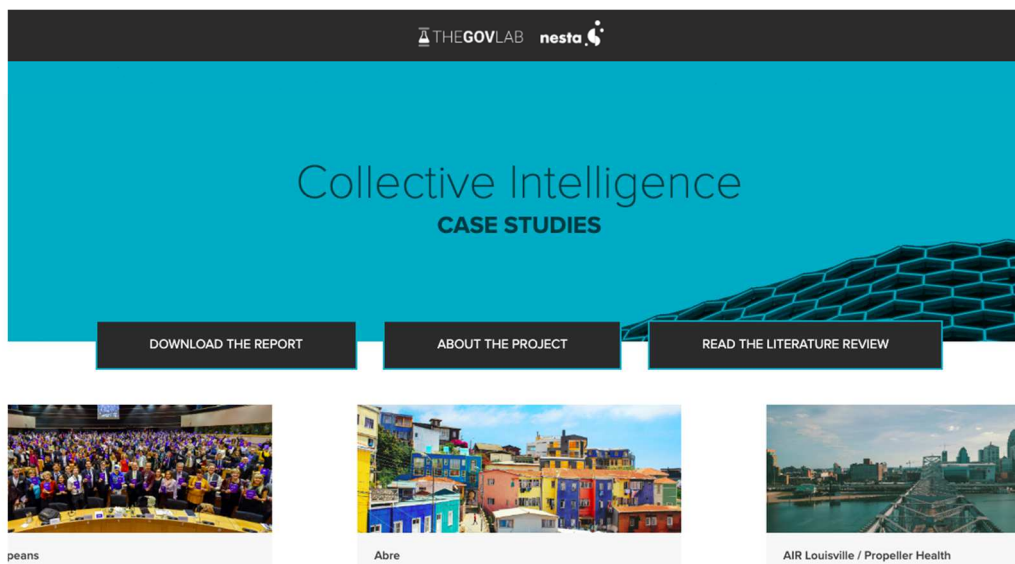 THEGOVLAB nesta
Collective Intelligence
CASE STUDIES
DOWNLOAD THE REPORT
ABOUT THE PROJECT
READ THE LITERATURE REVIEW
peans
Abre
AIR Louisville / Propeller Health